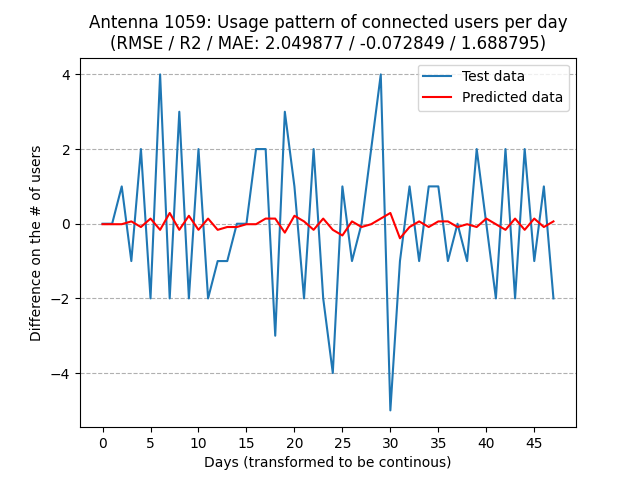 Antenna 1059: Usage pattern of connected users per day
(RMSE / R2 / MAE: 2.049877 / -0.072849 / 1.688795)
Test data
Predicted data
Difference on the # of users
4
2
0
−2
−4
0 5 10 15 20 25 30 35 40 45
Days (transformed to be continous)